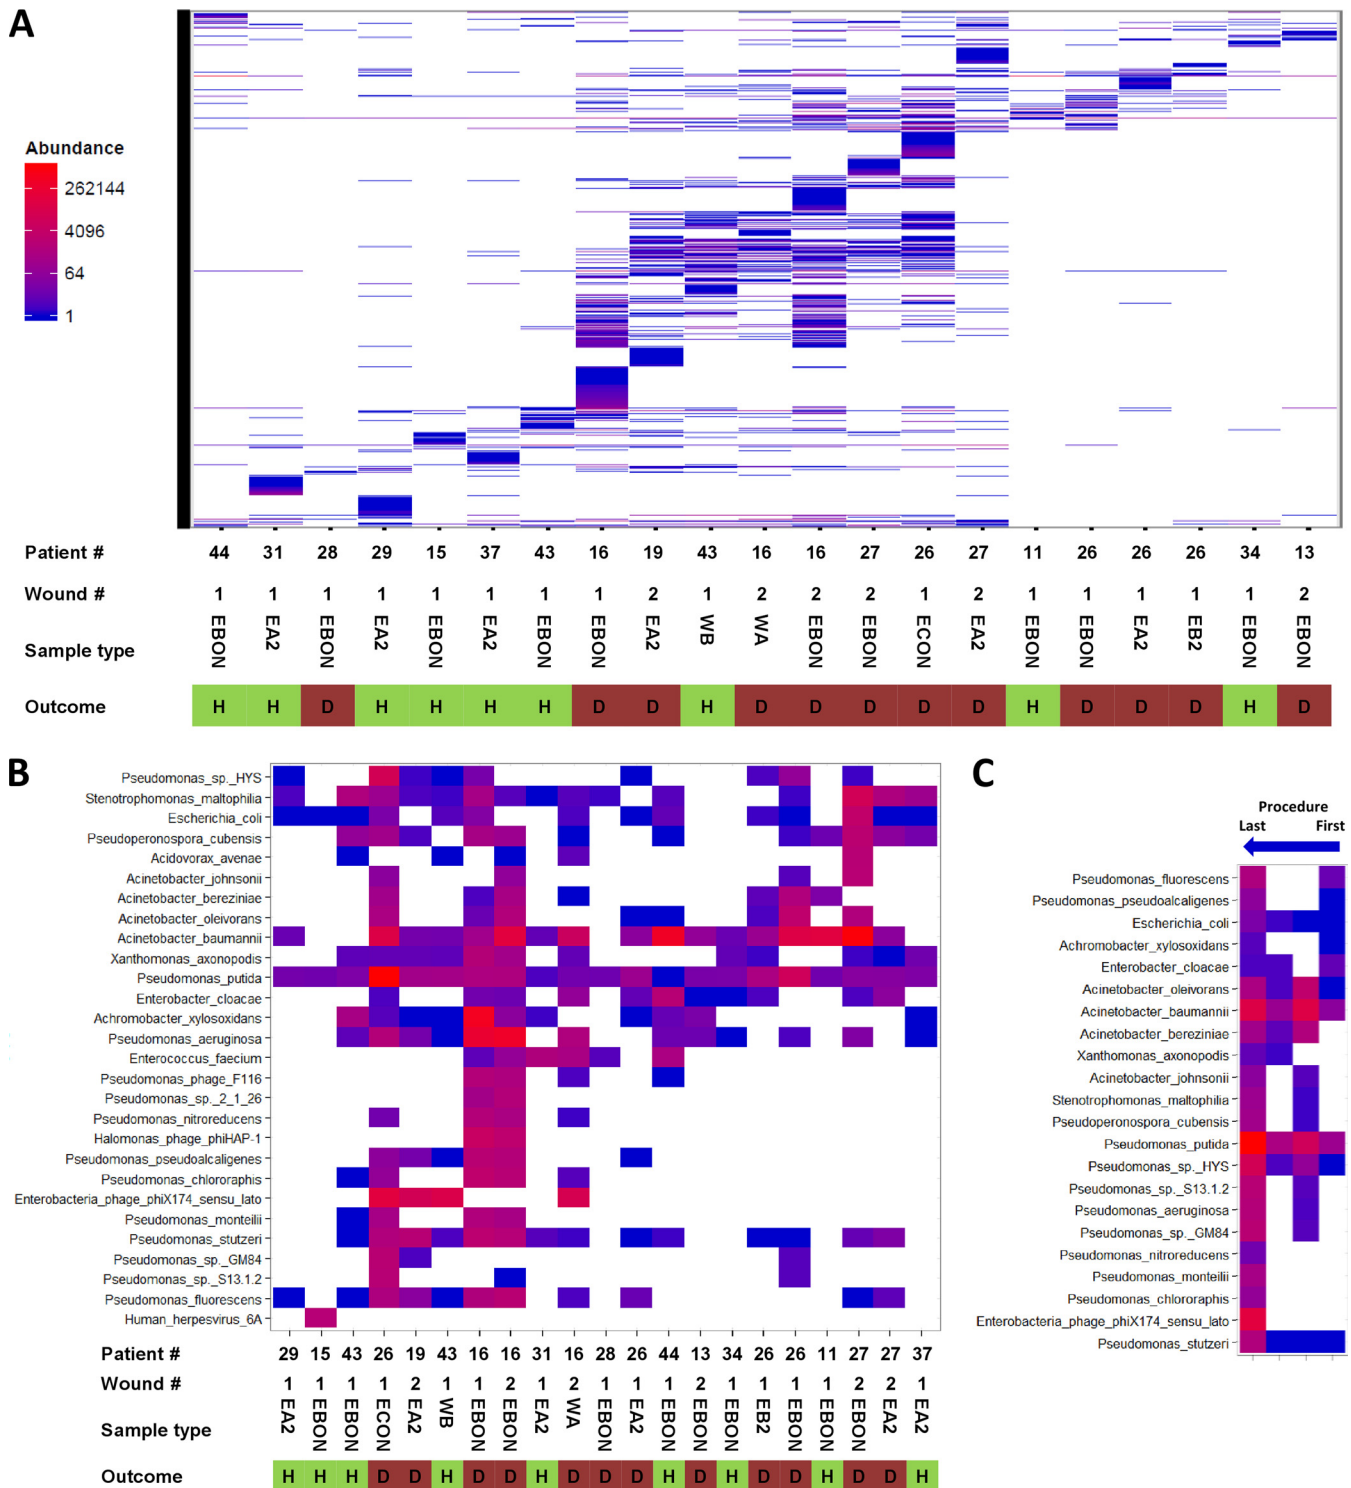 A
Abundance
262144
4096
64
1
Patient # 44 31 28 29 15 37 43 16 19 43 16 16 27 26 27 11 26 26 26 34 13
Wound # 1 1 1 1 1 1 1 1 2 1 2 2 2 1 2 1 1 1 1 1 2
Sample type EBON EA2 EBON EA2 EBON EA2 EBON EBON EA2 WB WA EBON EBON ECON EA2 EBON EBON EA2 EB2 EBON EBON
Outcome H H D H H H H D D H D D D D D H D D D H D
B
Pseudomonas_sp._HYS
Stenotrophomonas_maltophilia
Escherichia_coli
Pseudoperonospora_cubensis
Acidovorax_avenae
Acinetobacter_johnsonii
Acinetobacter_bereziniae
Acinetobacter_oleivorans
Acinetobacter_baumannii
Xanthomonas_axonopodis
Pseudomonas_putida
Enterobacter_cloacae
Achromobacter_xylosoxidans
Pseudomonas_aeruginosa
Enterococcus_faecium
Pseudomonas_phage_F116
Pseudomonas_sp._2_1_26
Pseudomonas_nitroreducens
Halomonas_phage_phiHAP-1
Pseudomonas_pseudoalcaligenes
Pseudomonas_chlororaphis
Enterobacteria_phage_phiX174_sensu_lato
Pseudomonas_monteilii
Pseudomonas_stutzeri
Pseudomonas_sp._GM84
Pseudomonas_sp._S13.1.2
Pseudomonas_fluorescens
Human_herpesvirus_6A
Patient # 29 15 43 26 19 43 16 16 31 16 28 26 44 13 34 26 26 11 27 27 37
Wound # 1 1 1 1 2 1 1 2 1 2 1 1 1 2 1 1 1 1 2 2 1
Sample type EA2 EBON EBON ECON EA2 WB EBON EBON EA2 WA EBON EA2 EBON EBON EBON EB2 EBON EBON EBON EA2 EA2
Outcome H H H D D H D D H D D D H D H D D H D D H
C
Procedure
Last First
Pseudomonas_fluorescens
Pseudomonas_pseudoalcaligenes
Escherichia_coli
Achromobacter_xylosoxidans
Enterobacter_cloacae
Acinetobacter_oleivorans
Acinetobacter_baumannii
Acinetobacter_bereziniae
Xanthomonas_axonopodis
Acinetobacter_johnsonii
Stenotrophomonas_maltophilia
Pseudoperonospora_cubensis
Pseudomonas_putida
Pseudomonas_sp._HYS
Pseudomonas_sp._S13.1.2
Pseudomonas_aeruginosa
Pseudomonas_sp._GM84
Pseudomonas_nitroreducens
Pseudomonas_monteilii
Pseudomonas_chlororaphis
Enterobacteria_phage_phiX174_sensu_lato
Pseudomonas_stutzeri